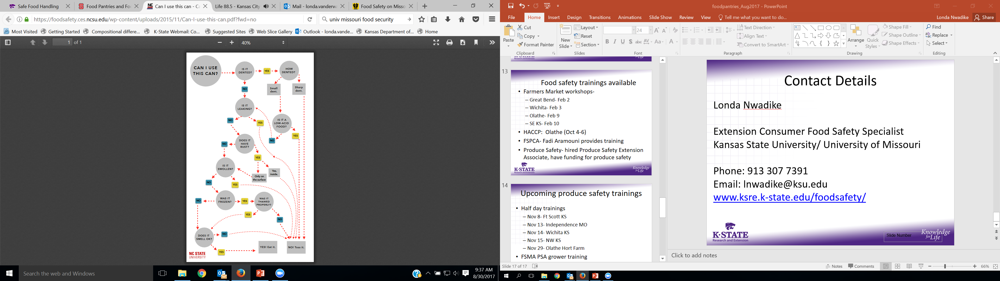 Safe Food Handling
Food Pantries and Foo
Can I use this can - Ca
Life 88.5 - Kansas City
Mail - londa.vanderwa
Food Safety on Misso
foodpantries_Aug2017 - PowerPoint
https://foodsafety.ces.ncsu.edu/wp-content/uploads/2015/11/Can-I-use-this-can.pdf?fwd=no
univ missouri food security
File Home Insert Design Transitions Animations Slide Show Review View Tell me what you want to do...
Londa Nwadike Share
Most Visited Getting Started Compositional differe... K-State Webmail: Co... Suggested Sites Web Slice Gallery Outlook - londa.vande... Kansas Department of... Home
1 of 1
40%
Paste
Cut
Copy
Format Painter
Clipboard
New Slide
Layout
Reset
Section
Slides
24
B I U S abc AV Aa A
Font
Text Direction
Align Text
Convert to SmartArt
Paragraph
Arrange
Quick Styles
Shape Fill
Shape Outline
Shape Effects
Drawing
Find
Replace
Select
Editing
CAN I USE
THIS CAN?
IS IT
DENTED?
YES
HOW
DENTED?
NO
Small
dent.
Sharp
dent.
IS IT
LEAKING?
NO
YES
IS IT A
LOW-ACID
FOOD?
YES
NO
DOES IT
HAVE
RUST?
NO
YES
IS IT
SWOLLEN?
Yes,
inside.
Only on
the surface
NO
YES
WAS IT
FROZEN?
NO
YES
WAS IT
THAWED
PROPERLY?
YES
NO
DOES IT
SMELL OK?
NO
YES
YES! Eat it.
NO! Toss it.
NC STATE
UNIVERSITY
Research and Extension
for Life
13
Food safety trainings available
• Farmers Market workshops-
– Great Bend- Feb 2
– Wichita- Feb 3
– Olathe- Feb 9
– SE KS- Feb 10
• HACCP: Olathe (Oct 4-6)
• FSPCA- Fadi Aramouni provides training
• Produce Safety- hired Produce Safety Extension
Associate, have funding for produce safety
K-STATE
Research and Extension
Knowledge
for Life
14
Upcoming produce safety trainings
• Half day trainings
– Nov 8- Ft Scott KS
– Nov 13- Independence MO
– Nov 14- Wichita KS
– Nov 15- NW KS
– Nov 29- Olathe Hort Farm
• FSMA PSA grower training
Contact Details
Londa Nwadike
Extension Consumer Food Safety Specialist
Kansas State University/ University of Missouri
Phone: 913 307 7391
Email: lnwadike@ksu.edu
www.ksre.k-state.edu/foodsafety/
K-STATE
Research and Extension
Slide Number
Knowledge
for Life
Click to add notes
Slide 17 of 17
Notes Comments
66%
Search the web and Windows
9:37 AM
8/30/2017